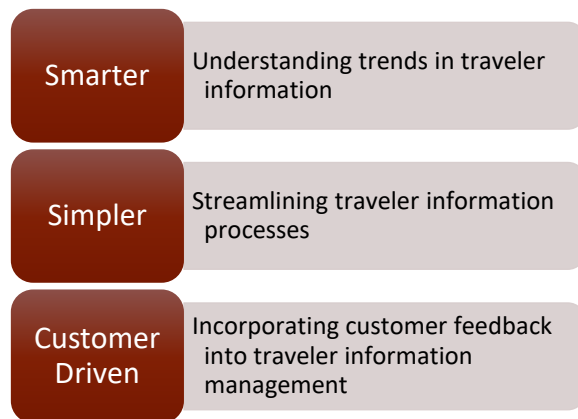 Smarter
Understanding trends in traveler
information
Simpler
Streamlining traveler information
processes
Customer
Driven
Incorporating customer feedback
into traveler information
management